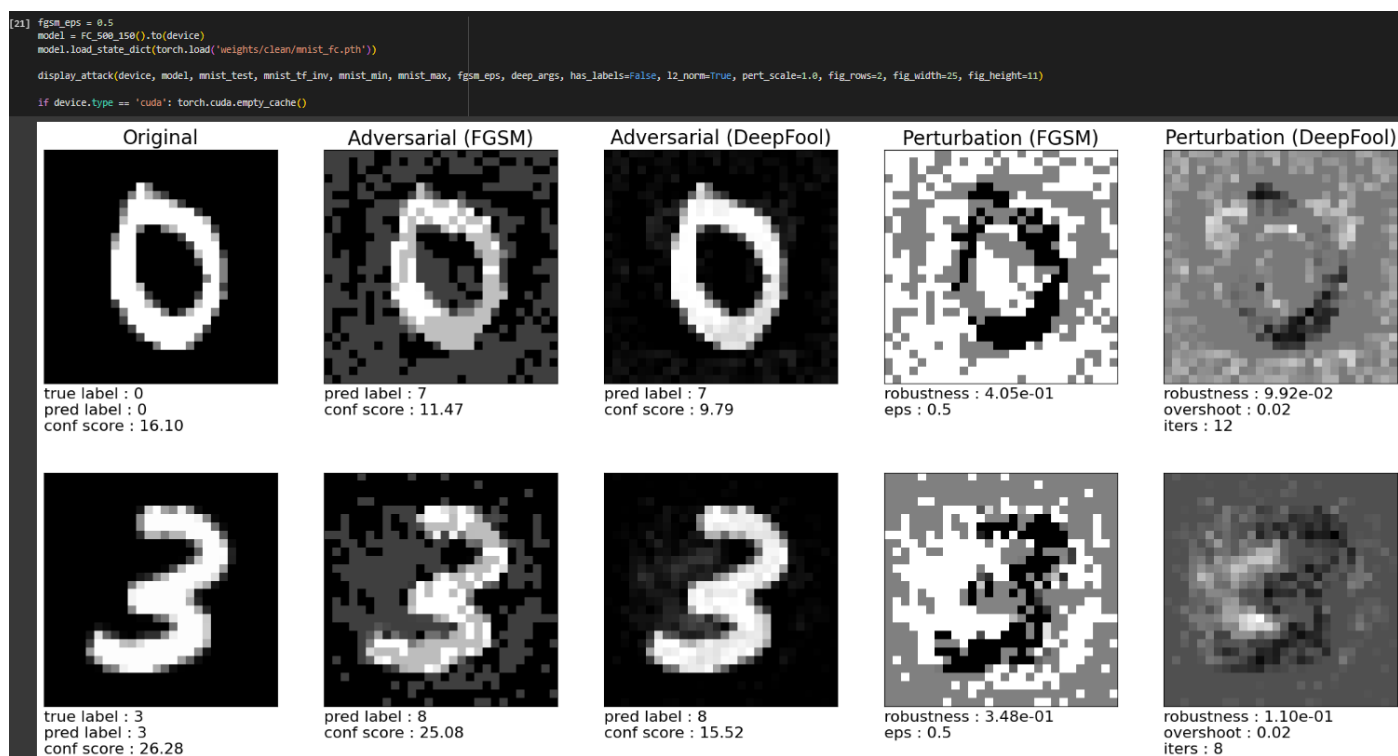 [21] fgsm_eps = 0.5
model = FC_500_150().to(device)
model.load_state_dict(torch.load('weights/clean/mnist_fc.pth'))
display_attack(device, model, mnist_test, mnist_tf_inv, mnist_min, mnist_max, fgsm_eps, deep_args, has_labels=False, l2_norm=True, pert_scale=1.0, fig_rows=2, fig_width=25, fig_height=11)
if device.type == 'cuda': torch.cuda.empty_cache()
Original Adversarial (FGSM) Adversarial (DeepFool) Perturbation (FGSM) Perturbation (DeepFool)
true label : 0
pred label : 0
conf score : 16.10
pred label : 7
conf score : 11.47
pred label : 7
conf score : 9.79
robustness : 4.05e-01
eps : 0.5
robustness : 9.92e-02
overshoot : 0.02
iters : 12
true label : 3
pred label : 3
conf score : 26.28
pred label : 8
conf score : 25.08
pred label : 8
conf score : 15.52
robustness : 3.48e-01
eps : 0.5
robustness : 1.10e-01
overshoot : 0.02
iters : 8